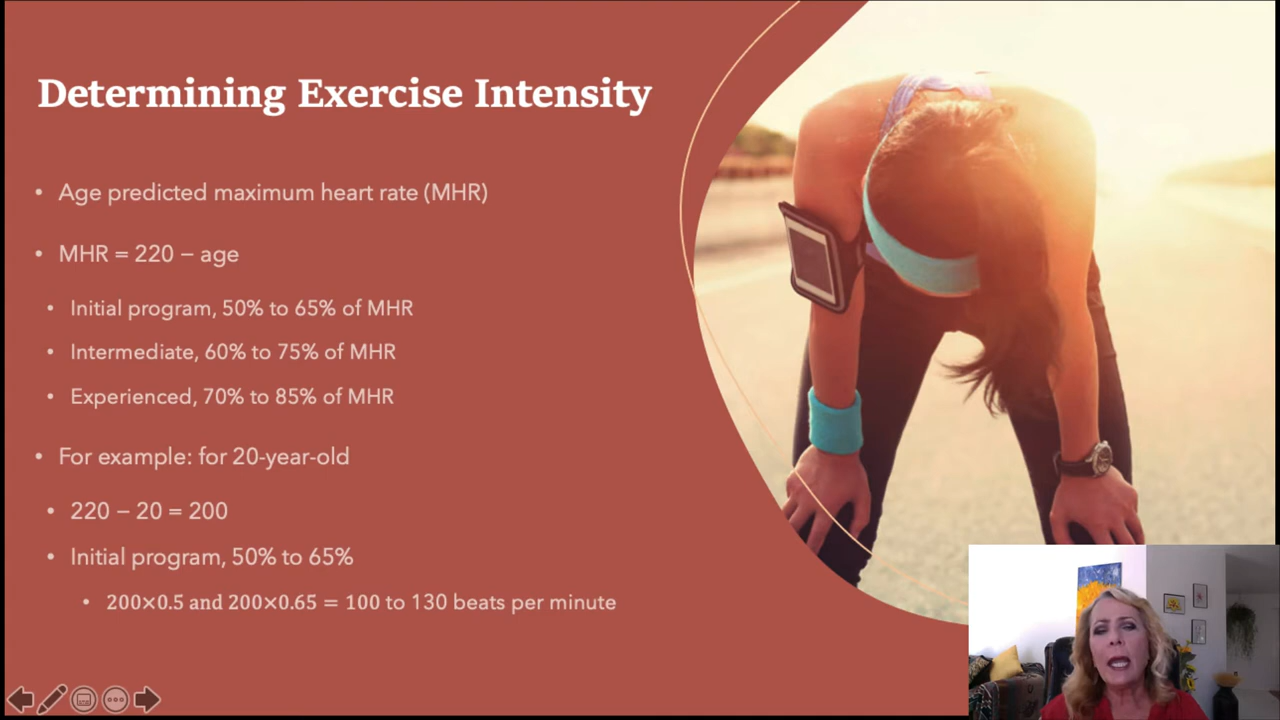 Determining Exercise Intensity
• Age predicted maximum heart rate (MHR)
• MHR = 220 – age
• Initial program, 50% to 65% of MHR
• Intermediate, 60% to 75% of MHR
• Experienced, 70% to 85% of MHR
• For example: for 20-year-old
• 220 – 20 = 200
• Initial program, 50% to 65%
• 200×0.5 and 200×0.65 = 100 to 130 beats per minute